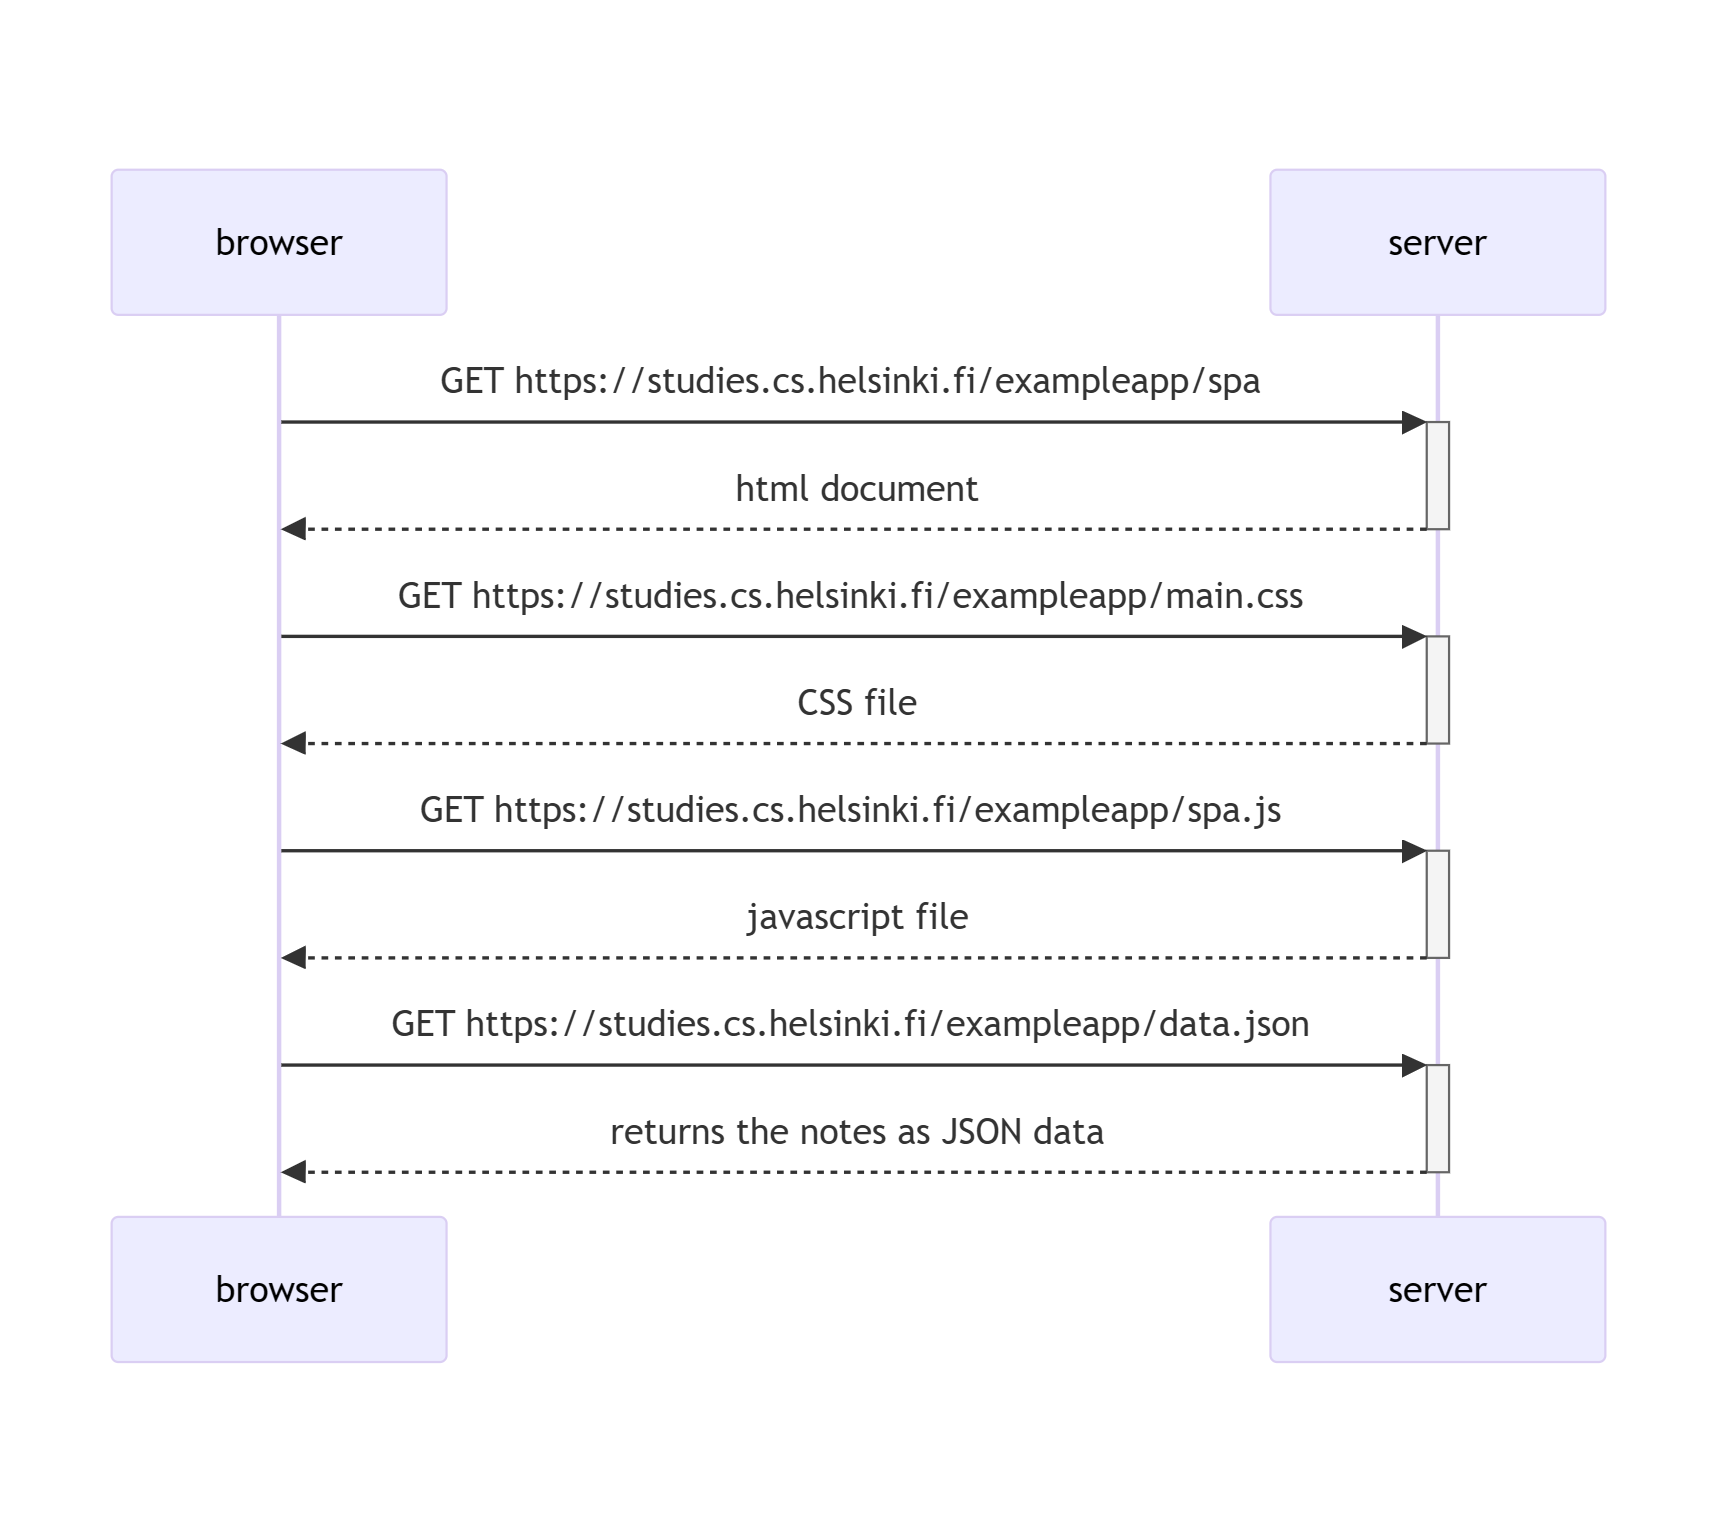 browser
server
GET https://studies.cs.helsinki.fi/exampleapp/spa
html document
GET https://studies.cs.helsinki.fi/exampleapp/main.css
CSS file
GET https://studies.cs.helsinki.fi/exampleapp/spa.js
javascript file
GET https://studies.cs.helsinki.fi/exampleapp/data.json
returns the notes as JSON data
browser
server